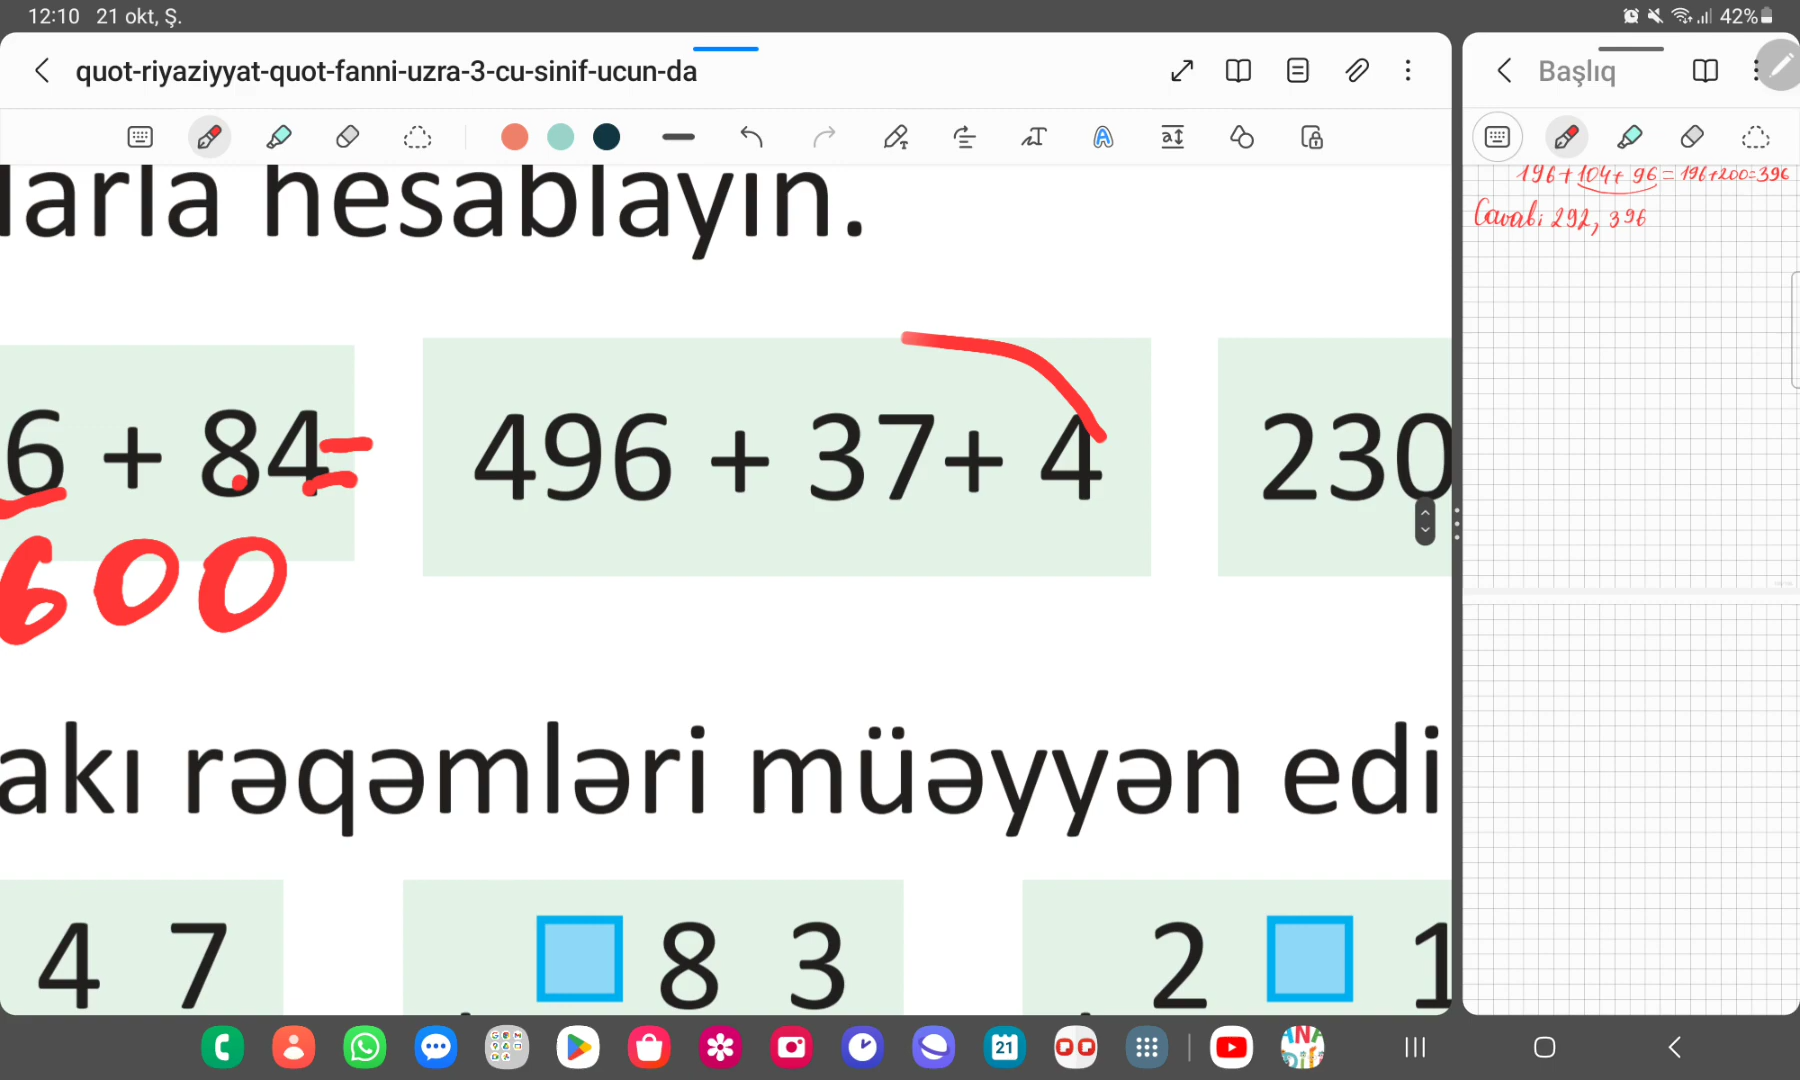 12:10 21 okt, Ş.
42%
quot-riyaziyyat-quot-fanni-uzra-3-cu-sinif-ucun-da
Başlıq
larla hesablayın.
6 + 84=
600
496 + 37+ 4
230
akı rəqəmləri müəyyən edi
4 7
8 3
2 1
196+104+96=196+200=396
Cavab: 292, 396
21